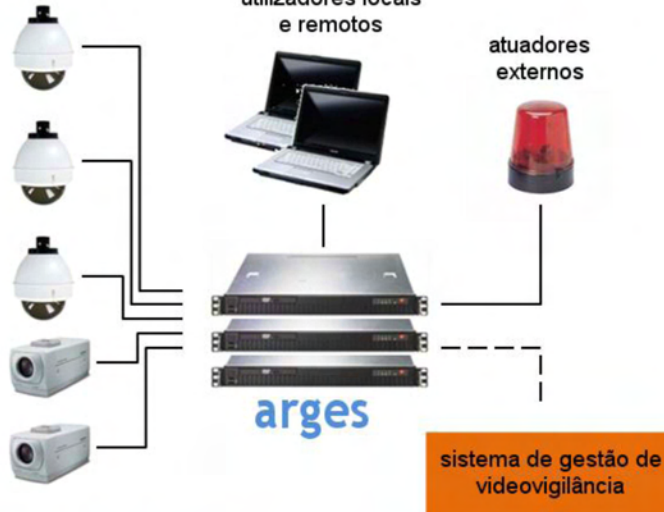 utilizadores locais
e remotos
atuadores
externos
arges
sistema de gestão de
videovigilância